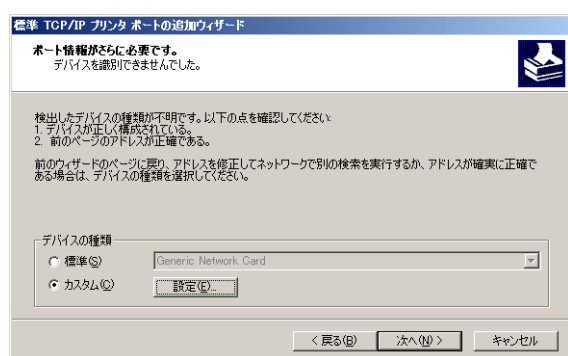 標準 TCP/IP プリンタ ポートの追加ウィザード
ポート情報がさらに必要です。
デバイスを識別できませんでした。
検出したデバイスの種類が不明です。以下の点を確認してください:
1. デバイスが正しく構成されている。
2. 前のページのアドレスが正確である。
前のウィザードのページに戻り、アドレスを修正してネットワークで別の検索を実行するか、アドレスが確実に正確で
ある場合は、デバイスの種類を選択してください。
デバイスの種類
標準(S)
Generic Network Card
カスタム(C)
設定(E)...
< 戻る(B)
次へ(N) >
キャンセル